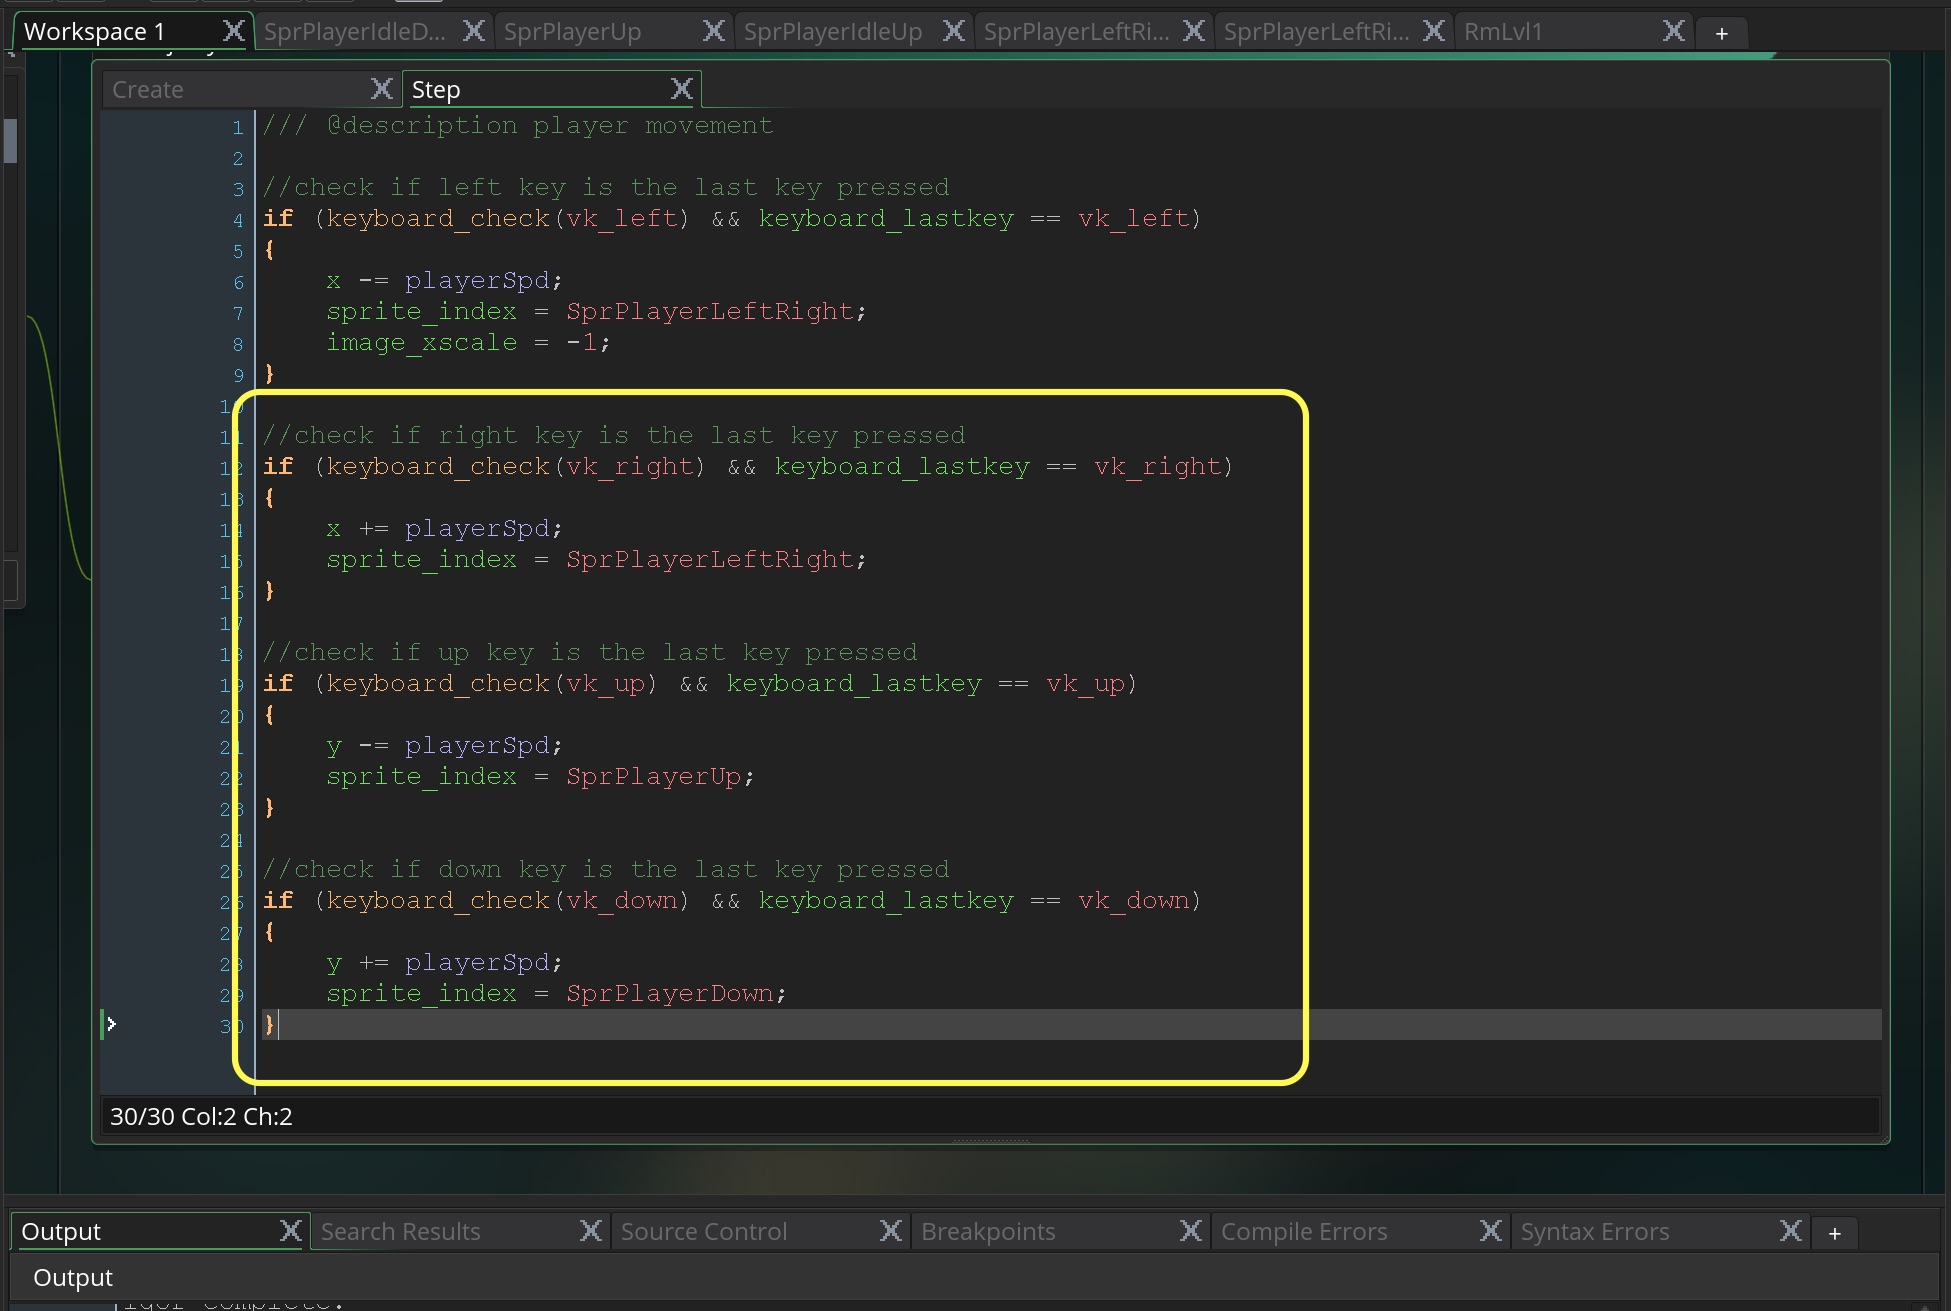 Workspace 1 SprPlayerIdleD... SprPlayerUp SprPlayerIdleUp SprPlayerLeftRi... SprPlayerLeftRi... RmLvl1 +
Create Step
1 /// @description player movement
2
3 //check if left key is the last key pressed
4 if (keyboard_check(vk_left) && keyboard_lastkey == vk_left)
5 {
6 x -= playerSpd;
7 sprite_index = SprPlayerLeftRight;
8 image_xscale = -1;
9 }
10
11 //check if right key is the last key pressed
12 if (keyboard_check(vk_right) && keyboard_lastkey == vk_right)
13 {
14 x += playerSpd;
15 sprite_index = SprPlayerLeftRight;
16 }
17
18 //check if up key is the last key pressed
19 if (keyboard_check(vk_up) && keyboard_lastkey == vk_up)
20 {
21 y -= playerSpd;
22 sprite_index = SprPlayerUp;
23 }
24
25 //check if down key is the last key pressed
26 if (keyboard_check(vk_down) && keyboard_lastkey == vk_down)
27 {
28 y += playerSpd;
29 sprite_index = SprPlayerDown;
30 }
30/30 Col:2 Ch:2
Output Search Results Source Control Breakpoints Compile Errors Syntax Errors +
Output
Igor complete.